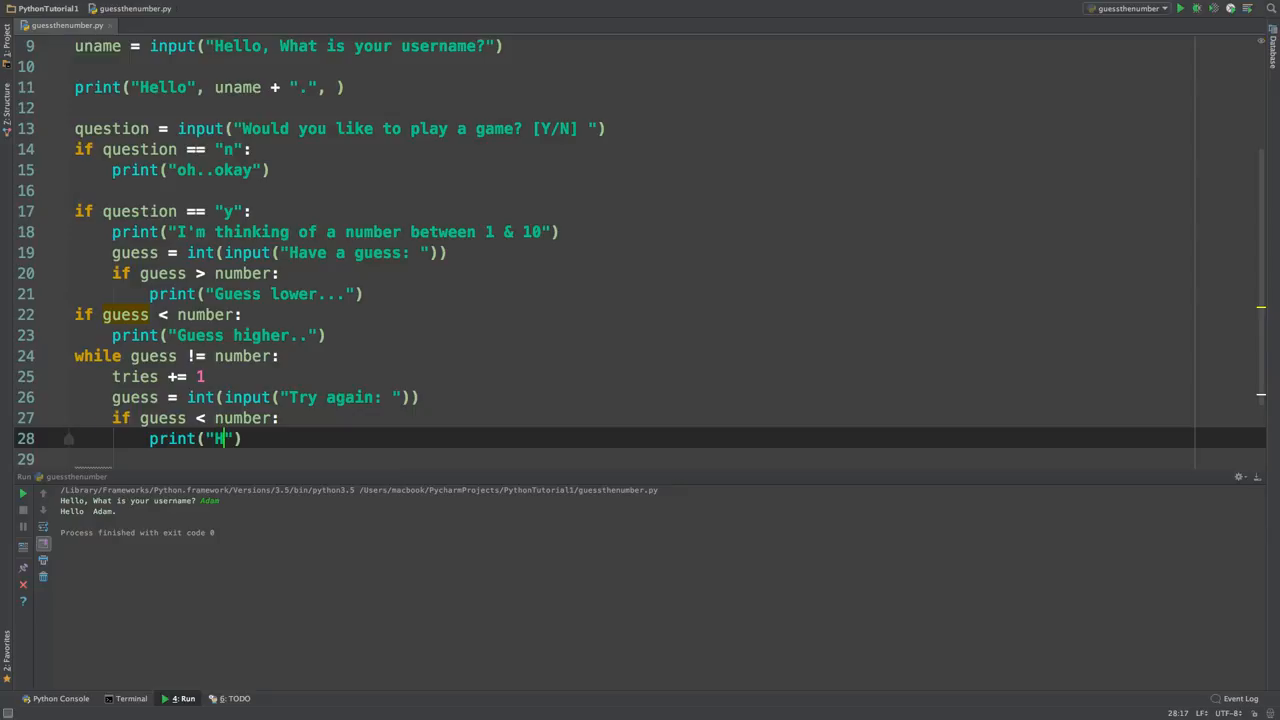 PythonTutorial1 guessthenumber.py guessthenumber
guessthenumber.py
1: Project
Z: Structure
2: Favorites
Database
9 uname = input("Hello, What is your username?")
10
11 print("Hello", uname + ".", )
12
13 question = input("Would you like to play a game? [Y/N] ")
14 if question == "n":
15 print("oh..okay")
16
17 if question == "y":
18 print("I'm thinking of a number between 1 & 10")
19 guess = int(input("Have a guess: "))
20 if guess > number:
21 print("Guess lower...")
22 if guess < number:
23 print("Guess higher..")
24 while guess != number:
25 tries += 1
26 guess = int(input("Try again: "))
27 if guess < number:
28 print("H")
29
Run guessthenumber
/Library/Frameworks/Python.framework/Versions/3.5/bin/python3.5 /Users/macbook/PycharmProjects/PythonTutorial1/guessthenumber.py
Hello, What is your username? Adam
Hello  Adam.
Process finished with exit code 0
Python Console Terminal 4: Run 6: TODO Event Log
28:17 LF÷ UTF-8÷